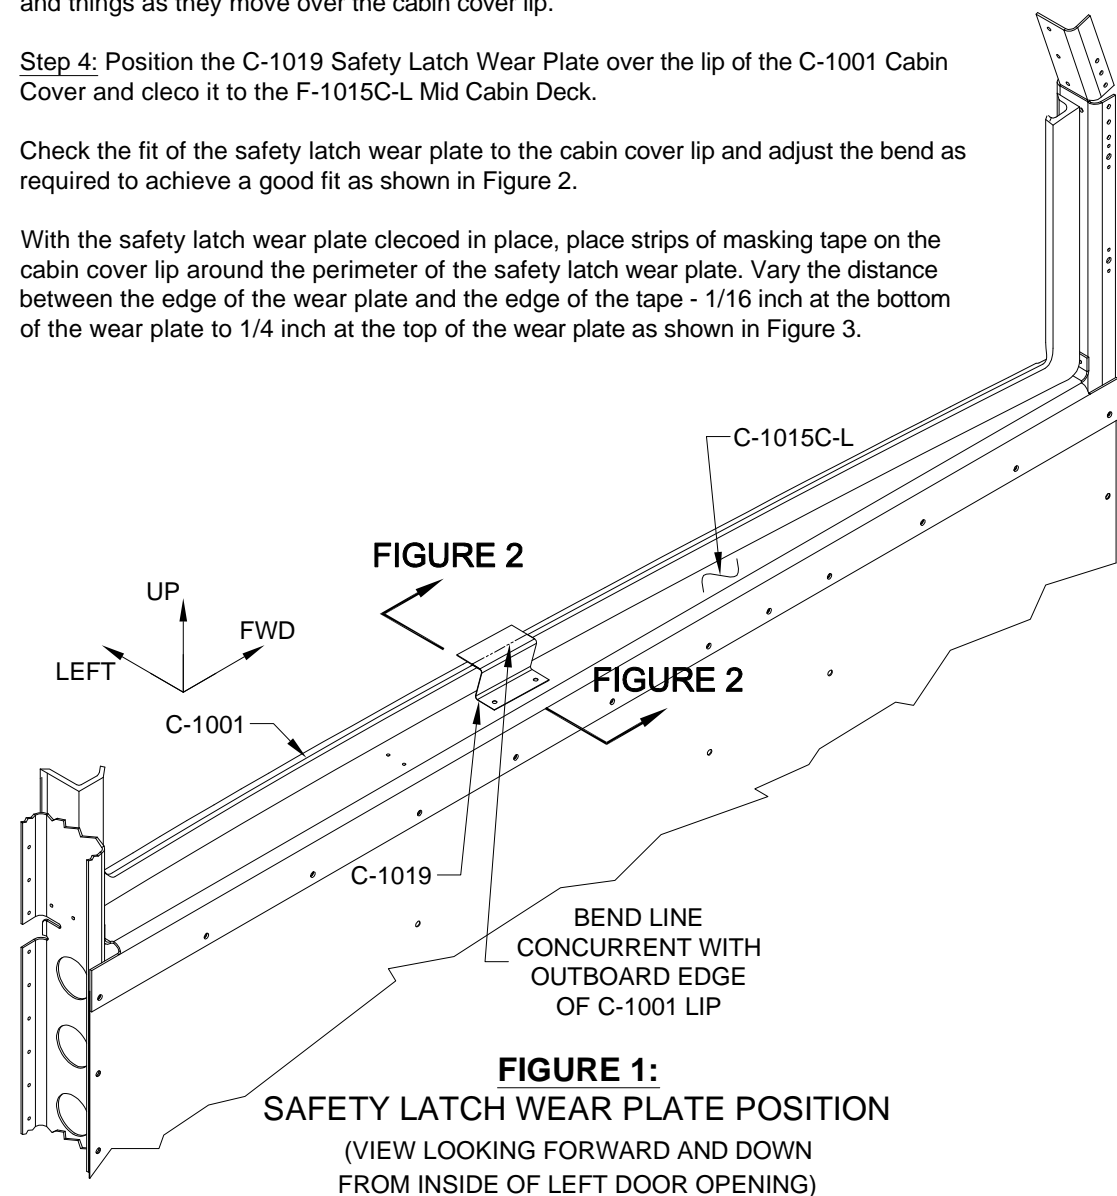 and things as they move over the cabin cover lip.
Step 4: Position the C-1019 Safety Latch Wear Plate over the lip of the C-1001 Cabin
Cover and cleco it to the F-1015C-L Mid Cabin Deck.
Check the fit of the safety latch wear plate to the cabin cover lip and adjust the bend as
required to achieve a good fit as shown in Figure 2.
With the safety latch wear plate clecoed in place, place strips of masking tape on the
cabin cover lip around the perimeter of the safety latch wear plate. Vary the distance
between the edge of the wear plate and the edge of the tape - 1/16 inch at the bottom
of the wear plate to 1/4 inch at the top of the wear plate as shown in Figure 3.
C-1015C-L
FIGURE 2
UP
FWD
LEFT
FIGURE 2
C-1001
C-1019
BEND LINE
CONCURRENT WITH
OUTBOARD EDGE
OF C-1001 LIP
FIGURE 1:
SAFETY LATCH WEAR PLATE POSITION
(VIEW LOOKING FORWARD AND DOWN
FROM INSIDE OF LEFT DOOR OPENING)